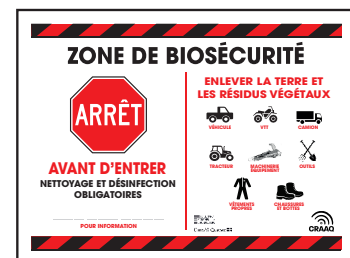 ZONE DE BIOSÉCURITÉ
ARRÊT
AVANT D'ENTRER
NETTOYAGE ET DÉSINFECTION
OBLIGATOIRES
POUR INFORMATION
ENLEVER LA TERRE ET
LES RÉSIDUS VÉGÉTAUX
VÉHICULE
VTT
CAMION
TRACTEUR
MACHINERIE
ÉQUIPEMENT
OUTILS
VÊTEMENTS
PROPRES
CHAUSSURES
ET BOTTES
Québec
CRAAQ